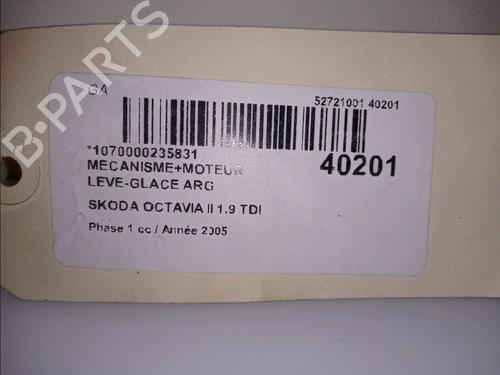 GA
52721001 40201
*1070000235831
40201
MECANISME+MOTEUR
LEVE-GLACE ARG
SKODA OCTAVIA II 1.9 TDI
Phase 1 cc / Année 2005
B-PARTS